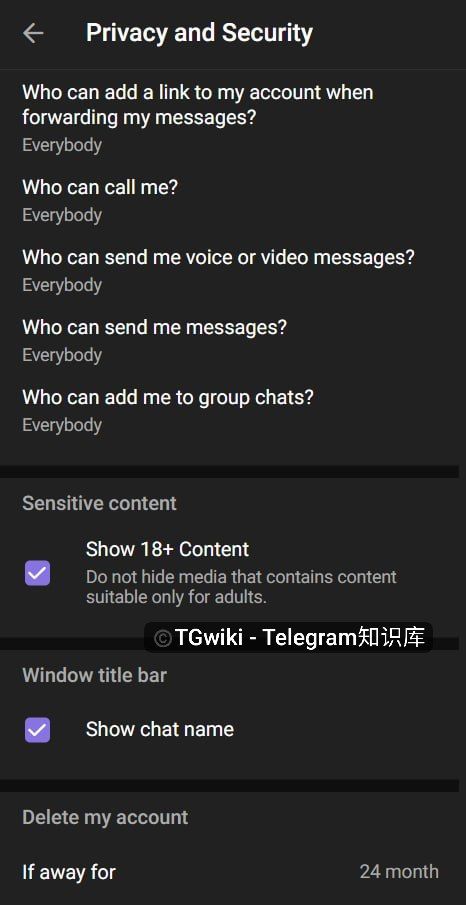 Privacy and Security
Who can add a link to my account when
forwarding my messages?
Everybody
Who can call me?
Everybody
Who can send me voice or video messages?
Everybody
Who can send me messages?
Everybody
Who can add me to group chats?
Everybody
Sensitive content
Show 18+ Content
Do not hide media that contains content
suitable only for adults.
©TGwiki - Telegram知识库
Window title bar
Show chat name
Delete my account
If away for 24 month